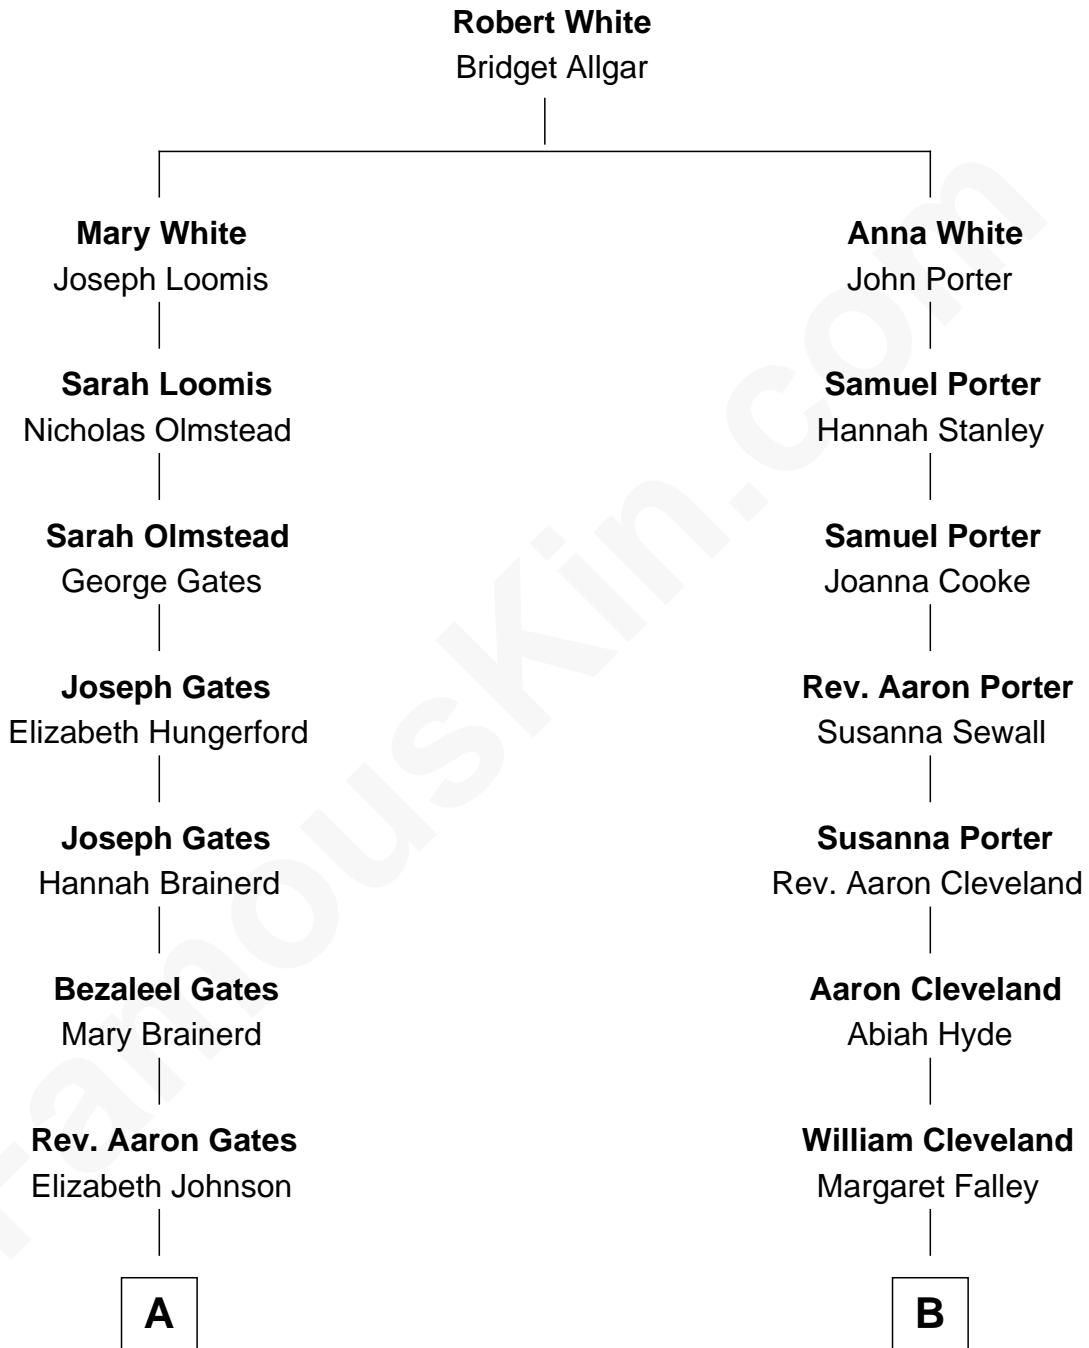 Robert White
Bridget Allgar
Mary White
Joseph Loomis
Anna White
John Porter
Sarah Loomis
Nicholas Olmstead
Samuel Porter
Hannah Stanley
Sarah Olmstead
George Gates
Samuel Porter
Joanna Cooke
Joseph Gates
Elizabeth Hungerford
Rev. Aaron Porter
Susanna Sewall
Joseph Gates
Hannah Brainerd
Susanna Porter
Rev. Aaron Cleveland
Bezaleel Gates
Mary Brainerd
Aaron Cleveland
Abiah Hyde
Rev. Aaron Gates
Elizabeth Johnson
William Cleveland
Margaret Falley
A
B
FamousKin.com